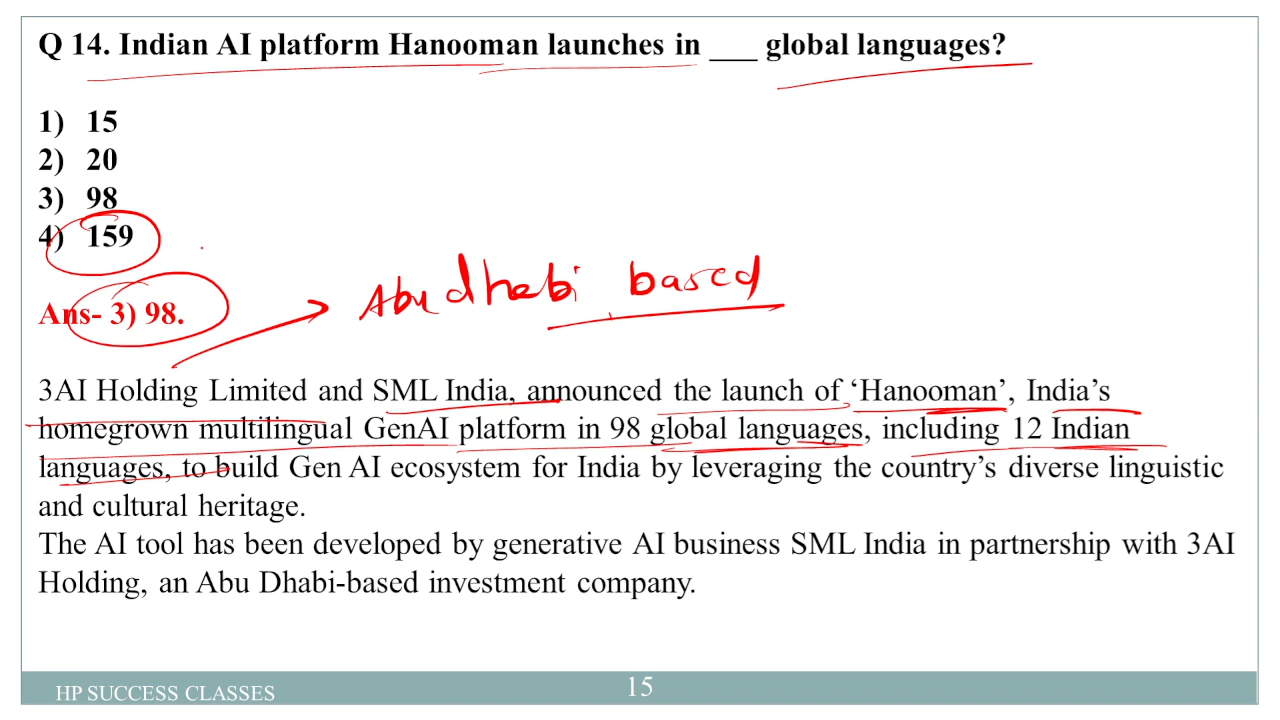 Q 14. Indian AI platform Hanooman launches in ___ global languages?
1) 15
2) 20
3) 98
4) 159
Abu dhabi based
Ans- 3) 98.
3AI Holding Limited and SML India, announced the launch of ‘Hanooman’, India’s
homegrown multilingual GenAI platform in 98 global languages, including 12 Indian
languages, to build Gen AI ecosystem for India by leveraging the country’s diverse linguistic
and cultural heritage.
The AI tool has been developed by generative AI business SML India in partnership with 3AI
Holding, an Abu Dhabi-based investment company.
HP SUCCESS CLASSES
15